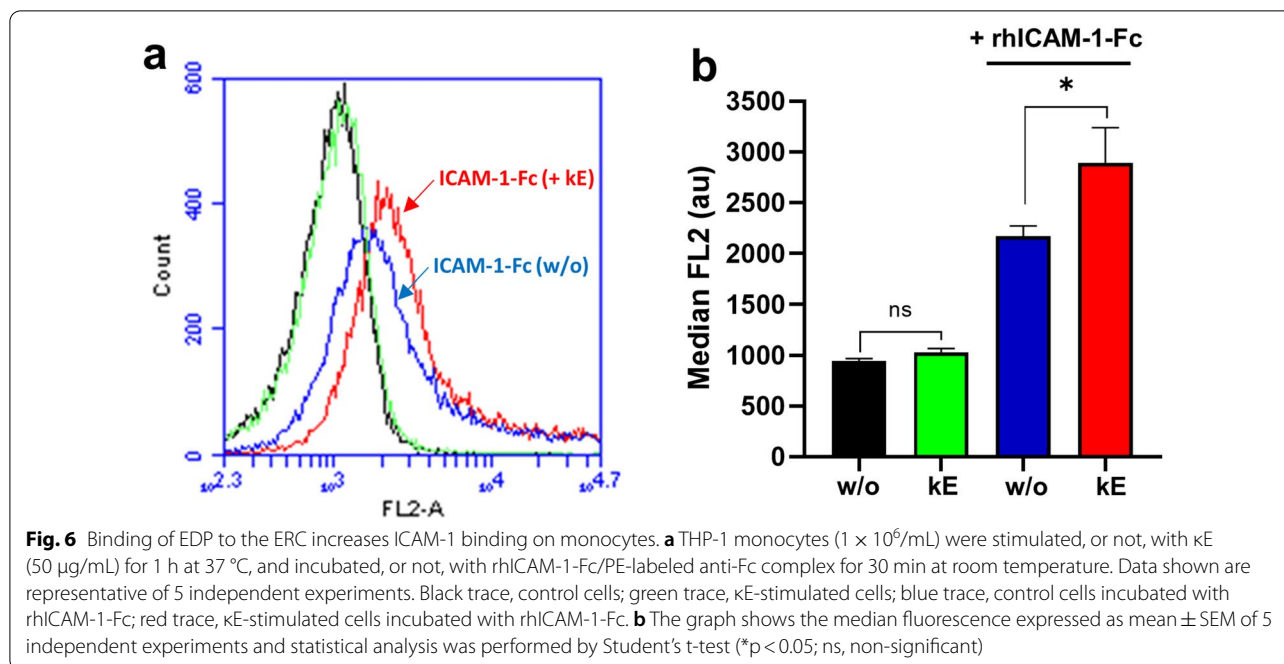 a
600
400
200
0
Count
ICAM-1-Fc (+ kE)
ICAM-1-Fc (w/o)
10^2.3 10^3 10^4 10^4.7
FL2-A
b
+ rhICAM-1-Fc
*
ns
3500
3000
2500
2000
1500
1000
500
0
Median FL2 (au)
w/o kE w/o kE
Fig. 6 Binding of EDP to the ERC increases ICAM-1 binding on monocytes. a THP-1 monocytes (1 × 10⁶/mL) were stimulated, or not, with κE
(50 μg/mL) for 1 h at 37 °C, and incubated, or not, with rhICAM-1-Fc/PE-labeled anti-Fc complex for 30 min at room temperature. Data shown are
representative of 5 independent experiments. Black trace, control cells; green trace, κE-stimulated cells; blue trace, control cells incubated with
rhICAM-1-Fc; red trace, κE-stimulated cells incubated with rhICAM-1-Fc. b The graph shows the median fluorescence expressed as mean ± SEM of 5
independent experiments and statistical analysis was performed by Student's t-test (*p < 0.05; ns, non-significant)